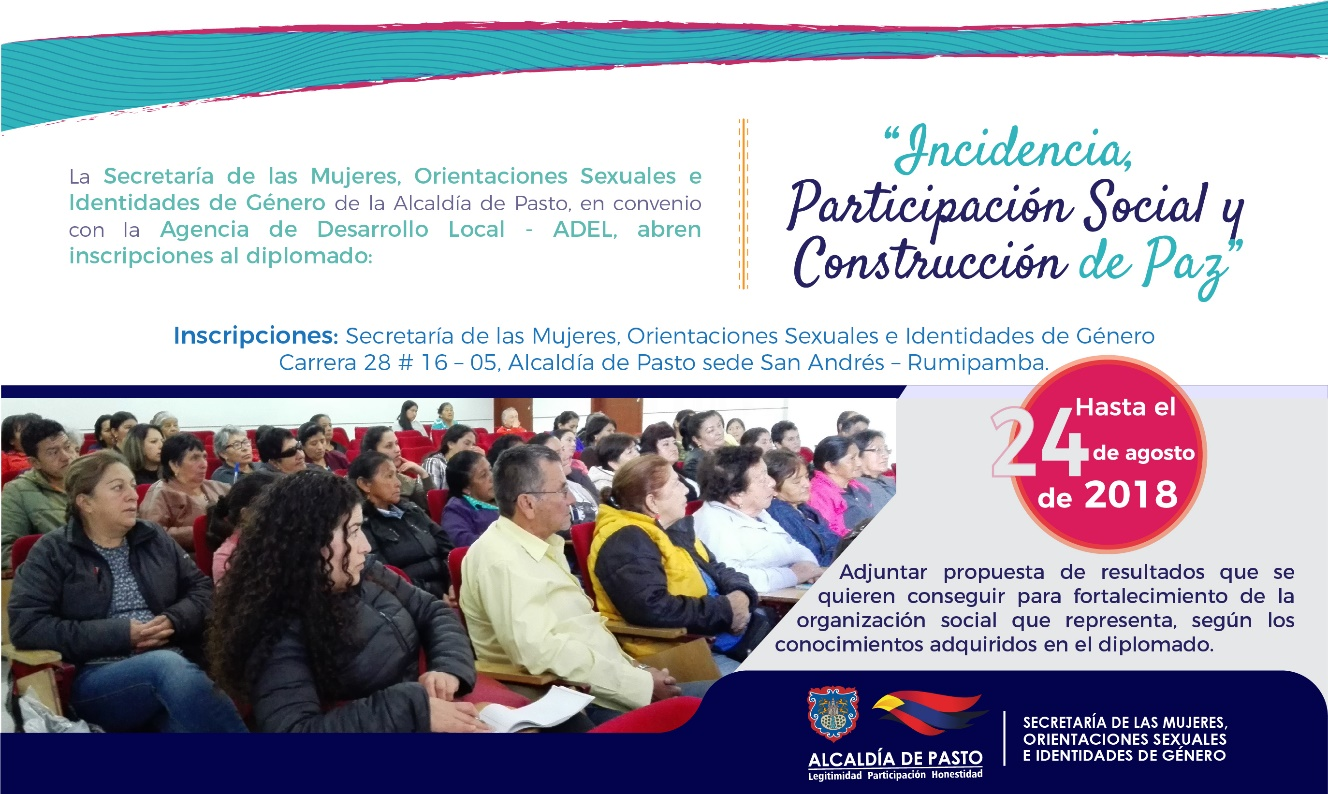 La Secretaría de las Mujeres, Orientaciones Sexuales e
Identidades de Género de la Alcaldía de Pasto, en convenio
con la Agencia de Desarrollo Local - ADEL, abren
inscripciones al diplomado:
“Incidencia,
Participación Social y
Construcción de Paz”
Inscripciones: Secretaría de las Mujeres, Orientaciones Sexuales e Identidades de Género
Carrera 28 # 16 – 05, Alcaldía de Pasto sede San Andrés – Rumipamba.
Hasta el
24 de agosto
de 2018
Adjuntar propuesta de resultados que se
quieren conseguir para fortalecimiento de la
organización social que representa, según los
conocimientos adquiridos en el diplomado.
ALCALDÍA DE PASTO
Legitimidad Participación Honestidad
SECRETARÍA DE LAS MUJERES,
ORIENTACIONES SEXUALES
E IDENTIDADES DE GÉNERO